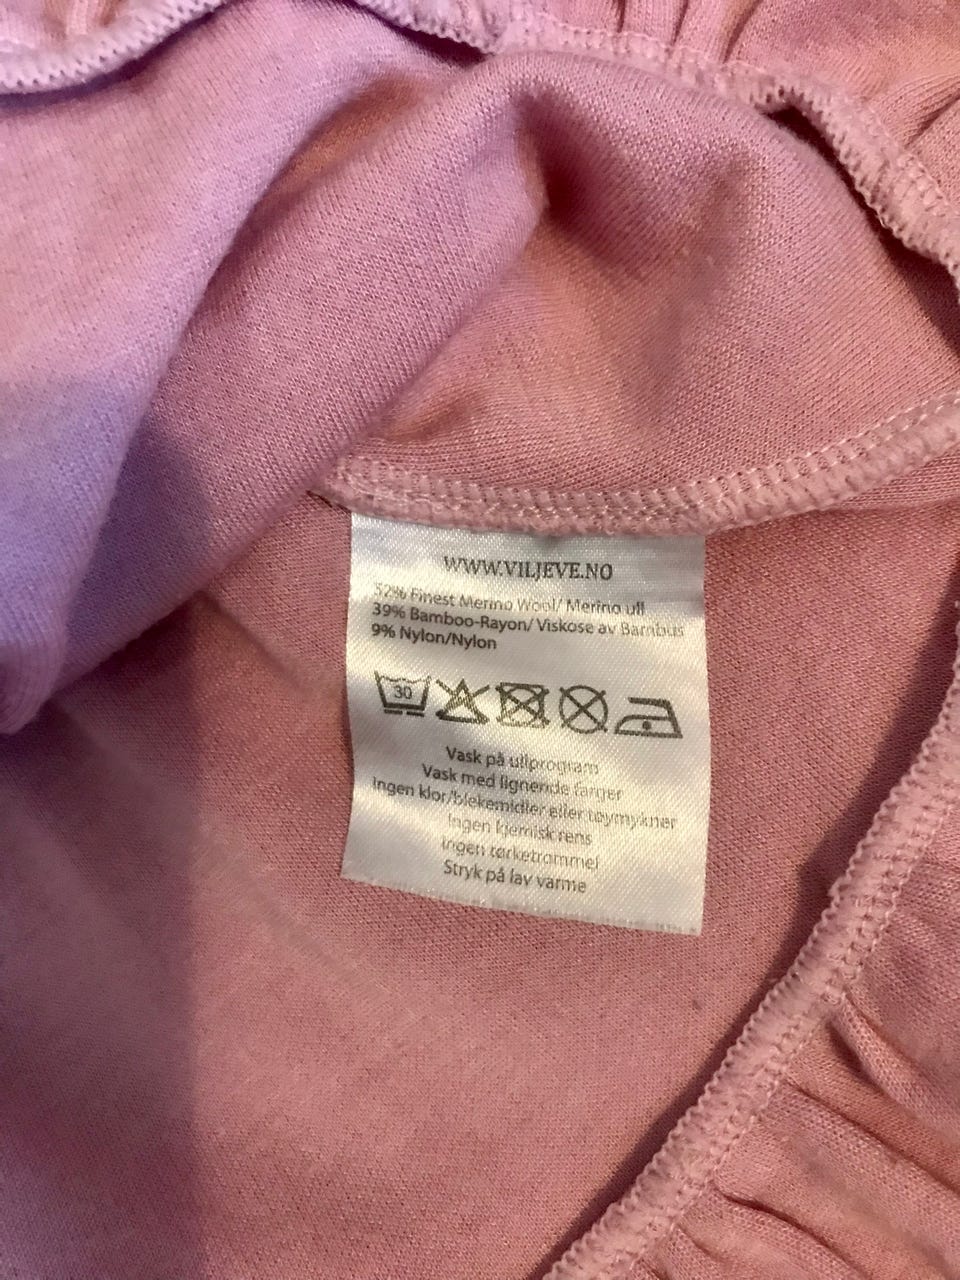 WWW.VILJEVE.NO
52% Finest Merino Wool/ Merino ull
39% Bamboo-Rayon/ Viskose av Bambus
9% Nylon/Nylon
30
Vask på ullprogram
Vask med lignende farger
Ingen klor/blekemidler eller tøymykner
Ingen kjemisk rens
Ingen tørketrommel
Stryk på lav varme